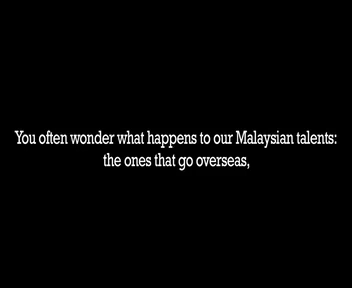 You often wonder what happens to our Malaysian talents:
the ones that go overseas,